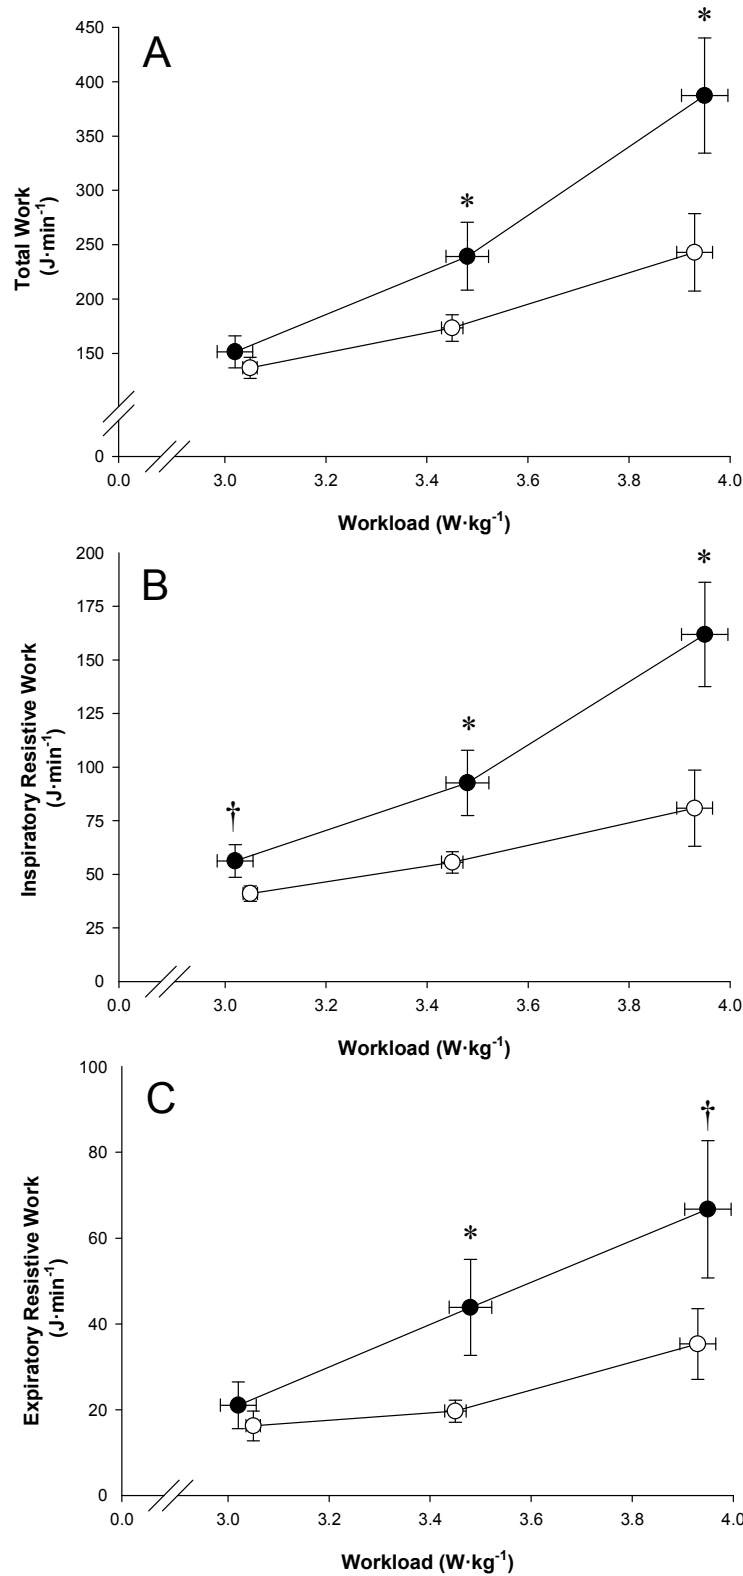 A
*
*
450
400
350
300
250
200
150
0
Total Work
(J·min⁻¹)
0.0 3.0 3.2 3.4 3.6 3.8 4.0
Workload (W·kg⁻¹)
B
*
*
†
200
175
150
125
100
75
50
25
0
Inspiratory Resistive Work
(J·min⁻¹)
0.0 3.0 3.2 3.4 3.6 3.8 4.0
Workload (W·kg⁻¹)
C
†
*
100
80
60
40
20
0
Expiratory Resistive Work
(J·min⁻¹)
0.0 3.0 3.2 3.4 3.6 3.8 4.0
Workload (W·kg⁻¹)